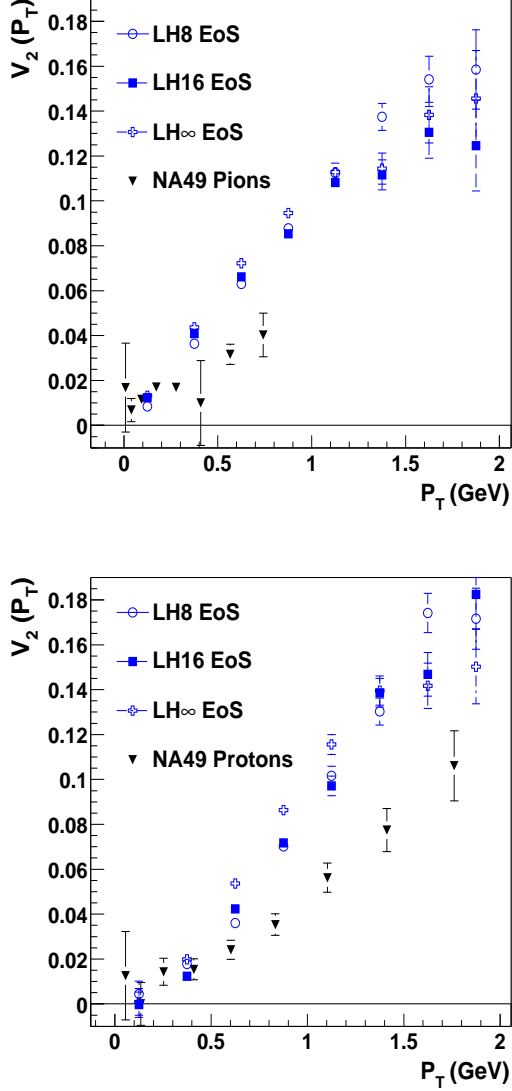 V2 (PT)
0.18
0.16
0.14
0.12
0.1
0.08
0.06
0.04
0.02
0
LH8 EoS
LH16 EoS
LH∞ EoS
NA49 Pions
0 0.5 1 1.5 2
PT (GeV)
V2 (PT)
0.18
0.16
0.14
0.12
0.1
0.08
0.06
0.04
0.02
0
LH8 EoS
LH16 EoS
LH∞ EoS
NA49 Protons
0 0.5 1 1.5 2
PT (GeV)